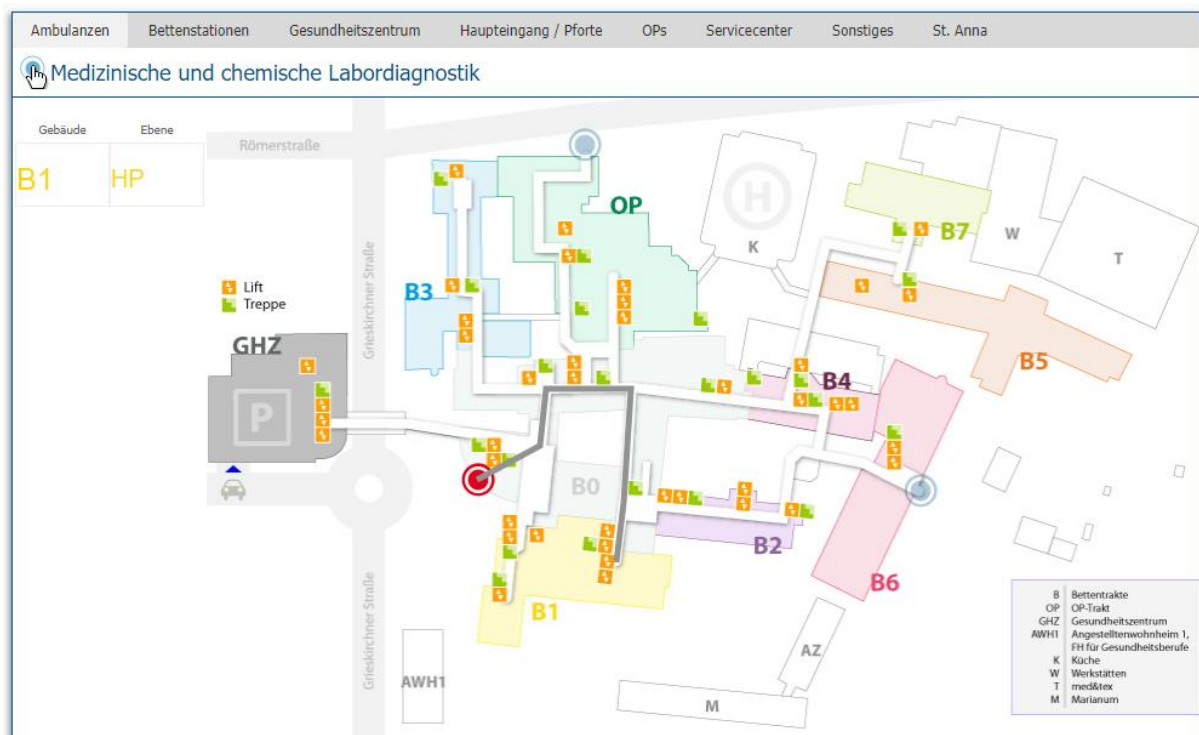 Ambulanzen Bettenstationen Gesundheitszentrum Haupteingang / Pforte OPs Servicecenter Sonstiges St. Anna
Medizinische und chemische Labordiagnostik
Gebäude Ebene
B1 HP
Römerstraße
Grieskirchner Straße
Lift
Treppe
GHZ
P
B3
OP
H
K
B7
W
T
B5
B4
B0
B2
B6
B1
Grieskirchner Straße
AWH1
AZ
M
B Bettentrakte
OP OP-Trakt
GHZ Gesundheitszentrum
AWH1 Angestelltenwohnheim 1,
FH für Gesundheitsberufe
K Küche
W Werkstätten
T med&tex
M Marianum